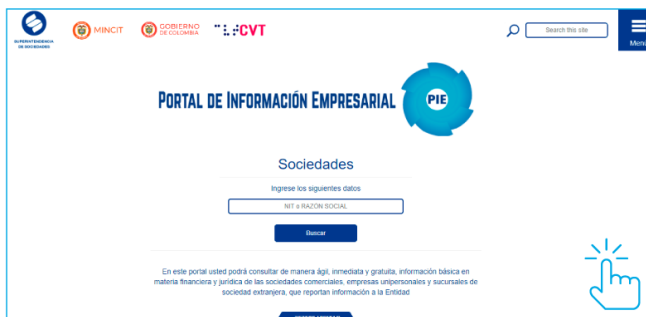 SUPERINTENDENCIA
DE SOCIEDADES
MINCIT
GOBIERNO
DE COLOMBIA
CVT
Search this site
Menú
PORTAL DE INFORMACIÓN EMPRESARIAL
PIE
Sociedades
Ingrese los siguientes datos
NIT o RAZÓN SOCIAL
Buscar
En este portal usted podrá consultar de manera ágil, inmediata y gratuita, información básica en
materia financiera y jurídica de las sociedades comerciales, empresas unipersonales y sucursales de
sociedad extranjera, que reportan información a la Entidad